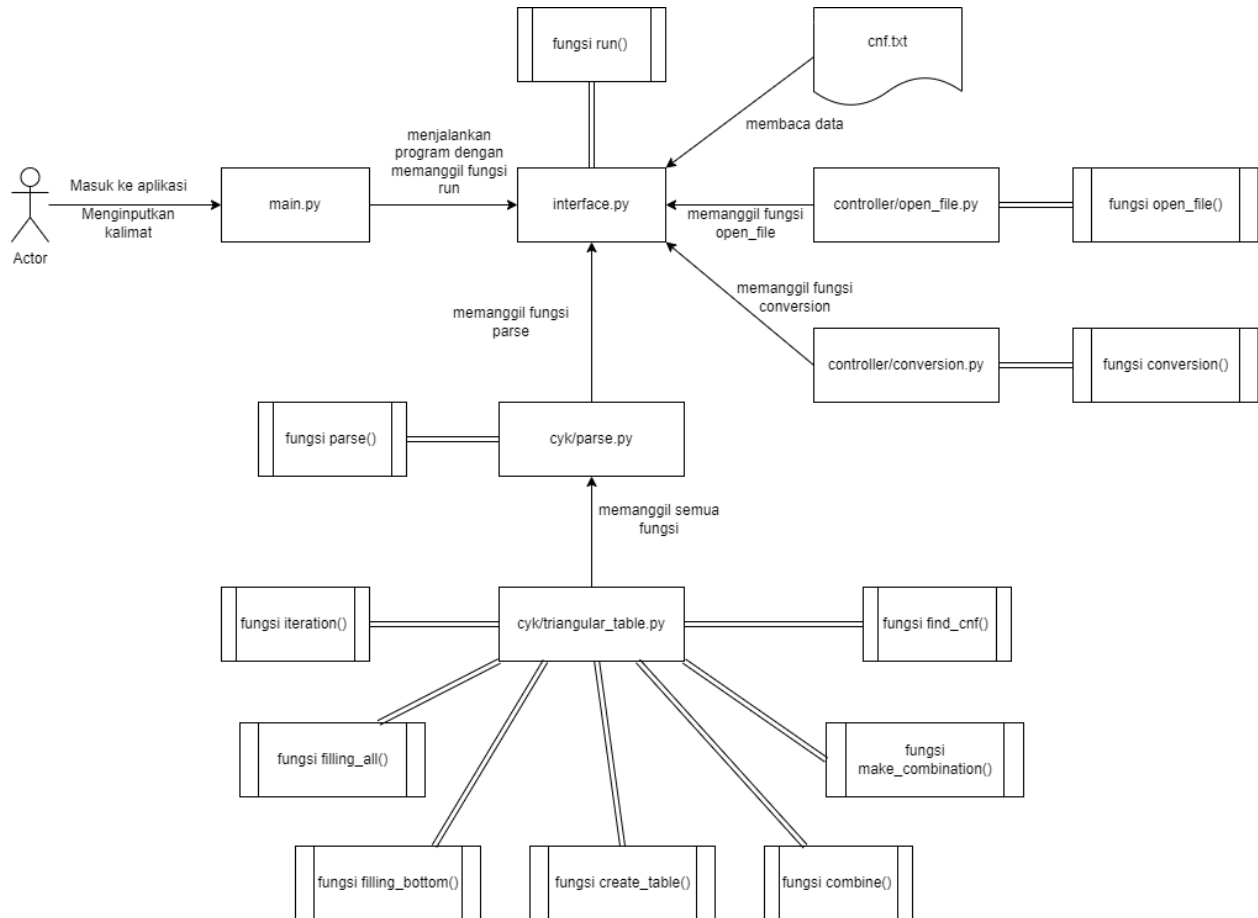 fungsi run()
cnf.txt
membaca data
menjalankan
program dengan
memanggil fungsi
run
Masuk ke aplikasi
Menginputkan
kalimat
Actor
main.py
interface.py
memanggil fungsi
open_file
controller/open_file.py
fungsi open_file()
memanggil fungsi
conversion
memanggil fungsi
parse
controller/conversion.py
fungsi conversion()
fungsi parse()
cyk/parse.py
memanggil semua
fungsi
fungsi iteration()
cyk/triangular_table.py
fungsi find_cnf()
fungsi filling_all()
fungsi
make_combination()
fungsi filling_bottom()
fungsi create_table()
fungsi combine()